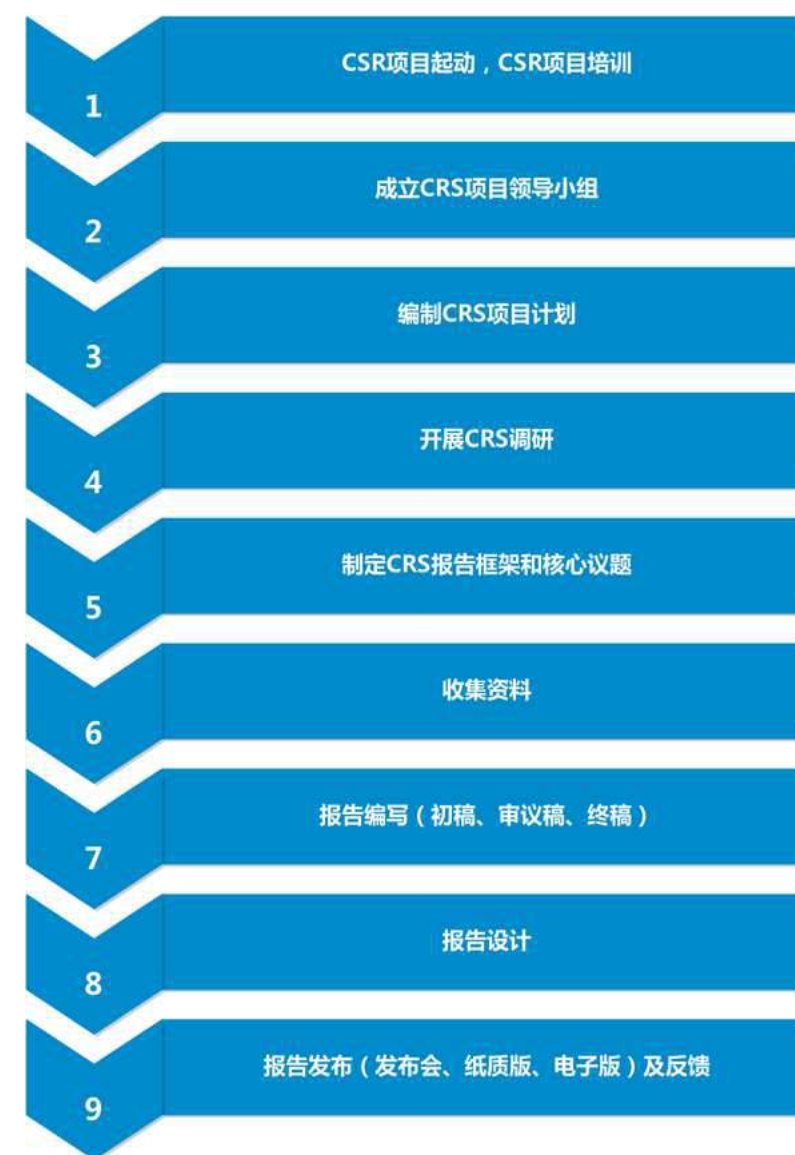 CSR项目起动，CSR项目培训
1
成立CRS项目领导小组
2
编制CRS项目计划
3
开展CRS调研
4
制定CRS报告框架和核心议题
5
收集资料
6
报告编写（初稿、审议稿、终稿）
7
报告设计
8
报告发布（发布会、纸质版、电子版）及反馈
9